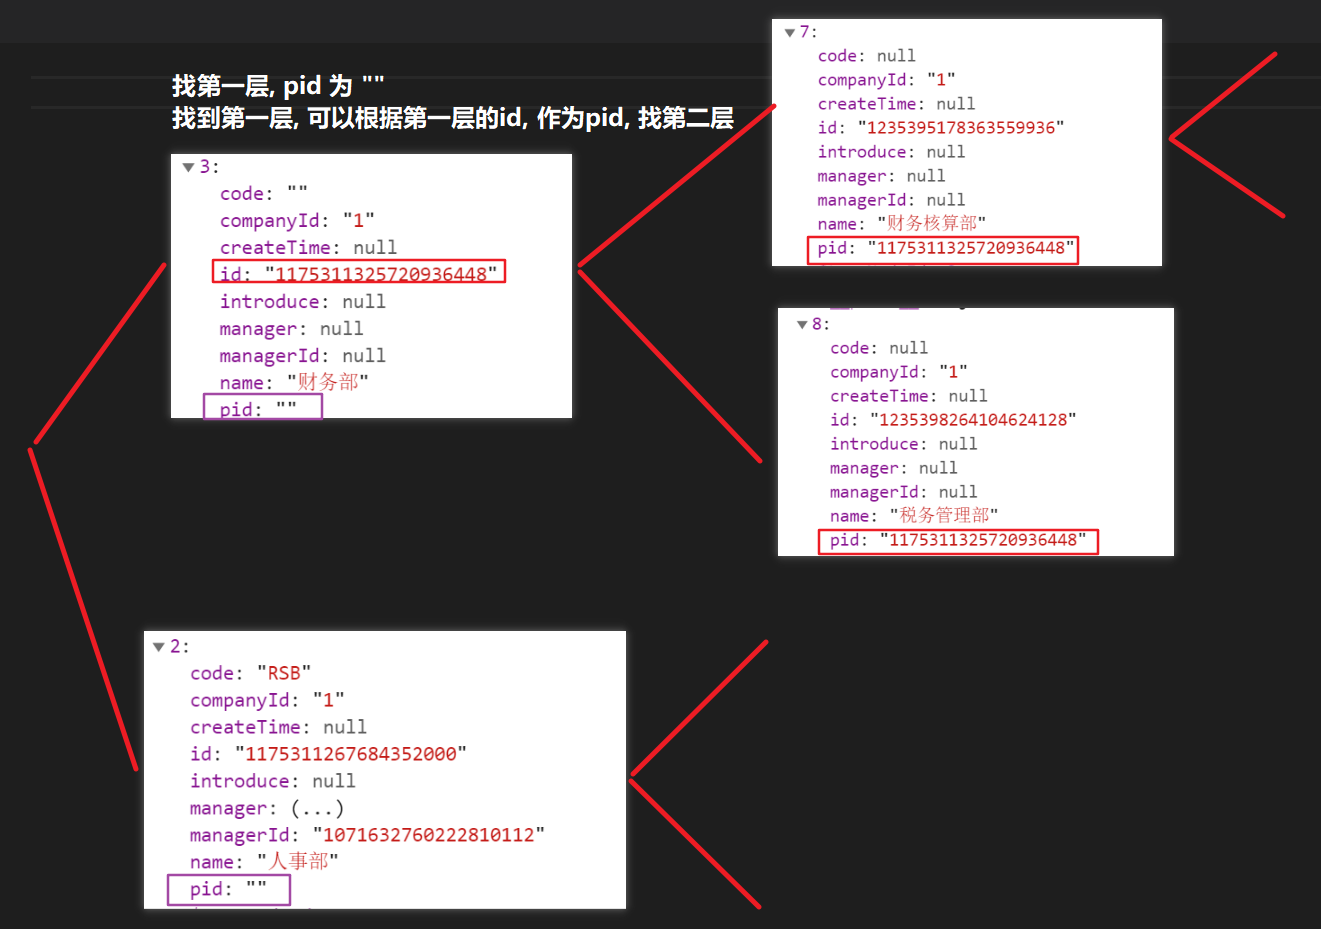 找第一层, pid 为 ""
找到第一层, 可以根据第一层的id, 作为pid, 找第二层
▼3:
code: ""
companyId: "1"
createTime: null
id: "1175311325720936448"
introduce: null
manager: null
managerId: null
name: "财务部"
pid: ""
▼7:
code: null
companyId: "1"
createTime: null
id: "1235395178363559936"
introduce: null
manager: null
managerId: null
name: "财务核算部"
pid: "1175311325720936448"
▼8:
code: null
companyId: "1"
createTime: null
id: "1235398264104624128"
introduce: null
manager: null
managerId: null
name: "税务管理部"
pid: "1175311325720936448"
▼2:
code: "RSB"
companyId: "1"
createTime: null
id: "1175311267684352000"
introduce: null
manager: (...)
managerId: "1071632760222810112"
name: "人事部"
pid: ""